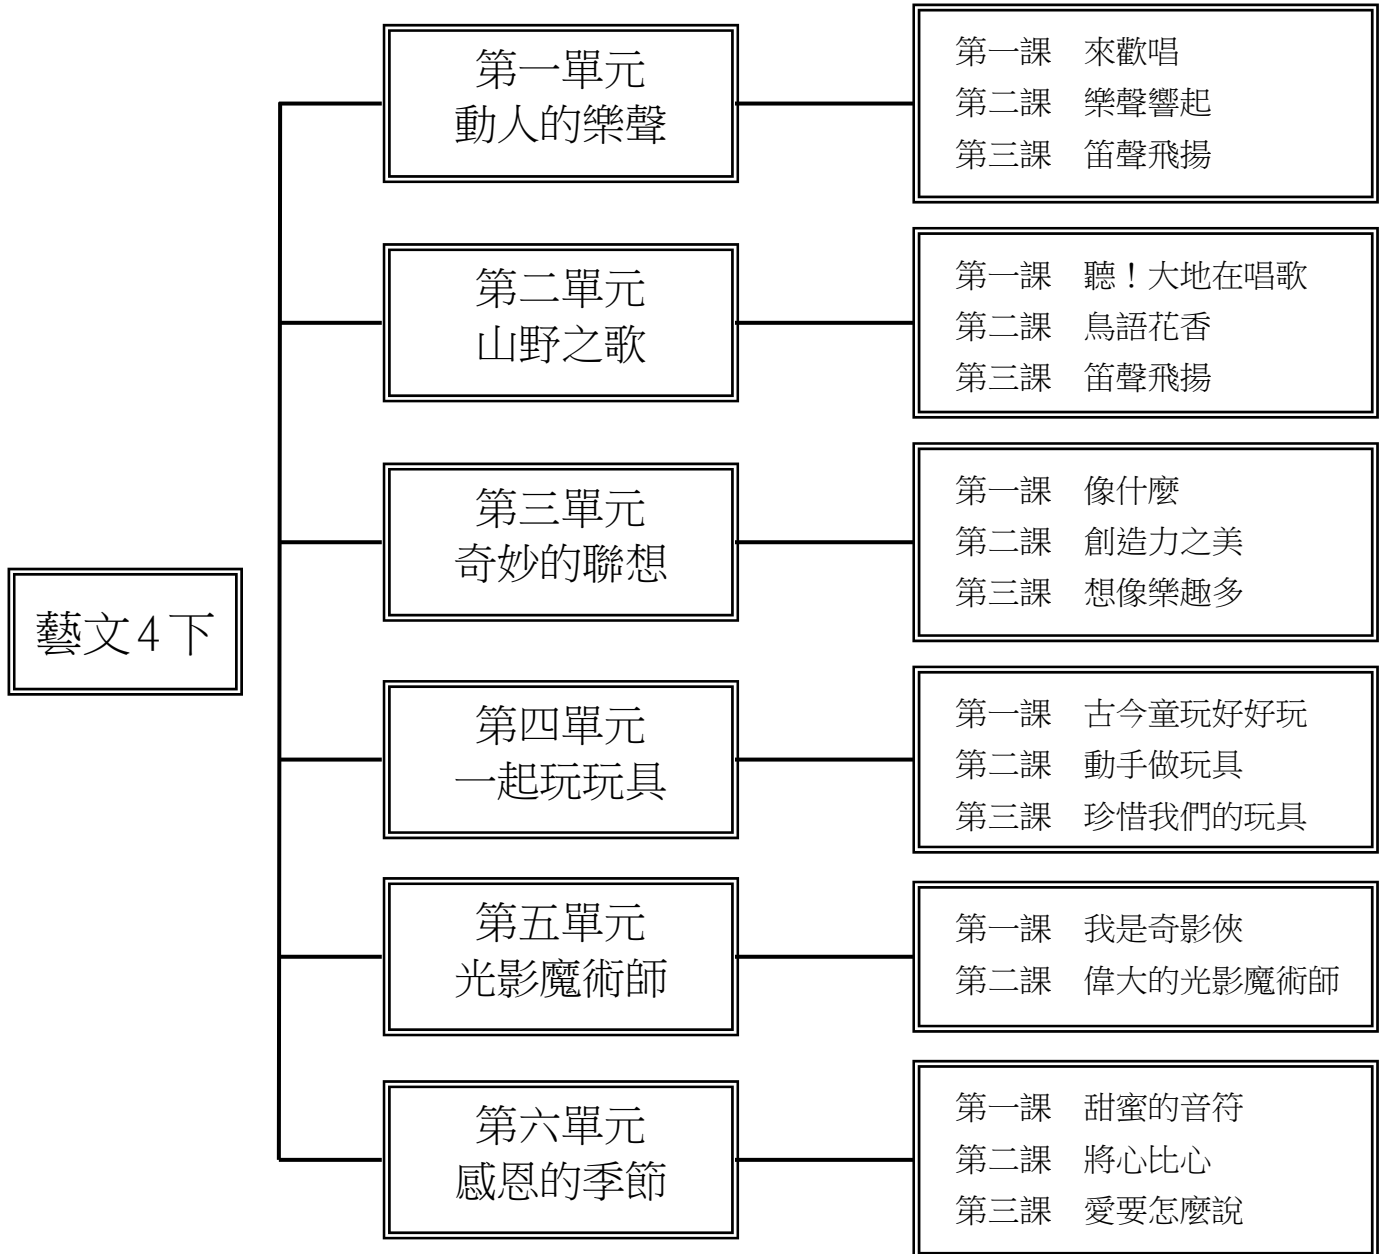 藝文4下
第一單元
動人的樂聲
第一課　來歡唱
第二課　樂聲響起
第三課　笛聲飛揚
第二單元
山野之歌
第一課　聽！大地在唱歌
第二課　鳥語花香
第三課　笛聲飛揚
第三單元
奇妙的聯想
第一課　像什麼
第二課　創造力之美
第三課　想像樂趣多
第四單元
一起玩玩具
第一課　古今童玩好好玩
第二課　動手做玩具
第三課　珍惜我們的玩具
第五單元
光影魔術師
第一課　我是奇影俠
第二課　偉大的光影魔術師
第六單元
感恩的季節
第一課　甜蜜的音符
第二課　將心比心
第三課　愛要怎麼說